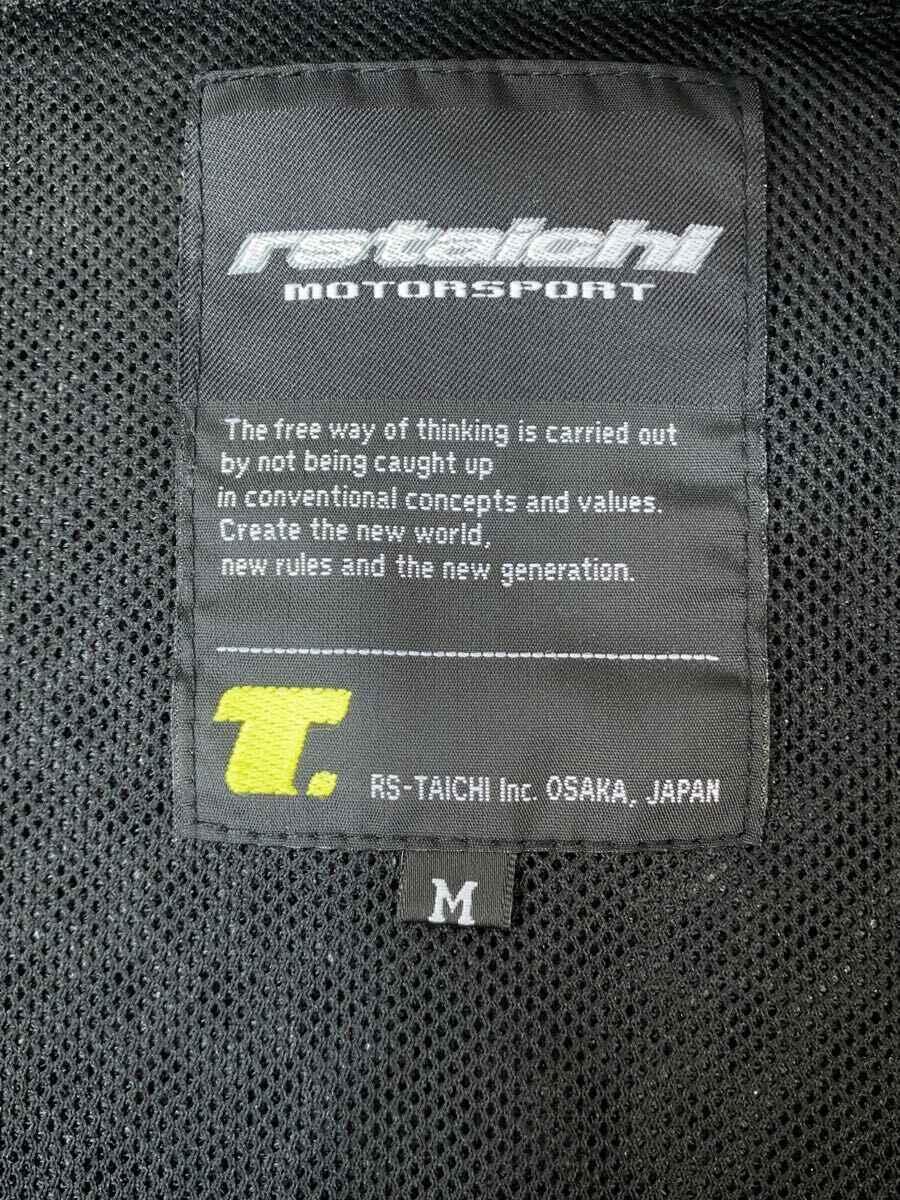 rstaichi
MOTORSPORT
The free way of thinking is carried out
by not being caught up
in conventional concepts and values.
Create the new world,
new rules and the new generation.
T.
RS-TAICHI Inc. OSAKA, JAPAN
M